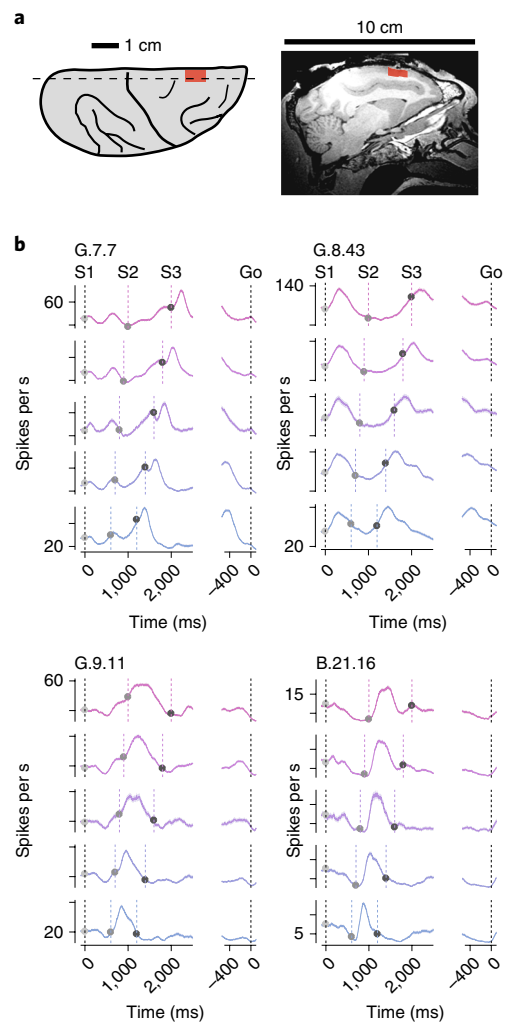 a
1 cm
10 cm
b
G.7.7
G.8.43
S1 S2 S3 Go
S1 S2 S3 Go
60
140
Spikes per s
Spikes per s
20
20
0 1,000 2,000 −400 0
0 1,000 2,000 −400 0
Time (ms)
Time (ms)
G.9.11
B.21.16
60
15
Spikes per s
Spikes per s
20
5
0 1,000 2,000 −400 0
0 1,000 2,000 −400 0
Time (ms)
Time (ms)